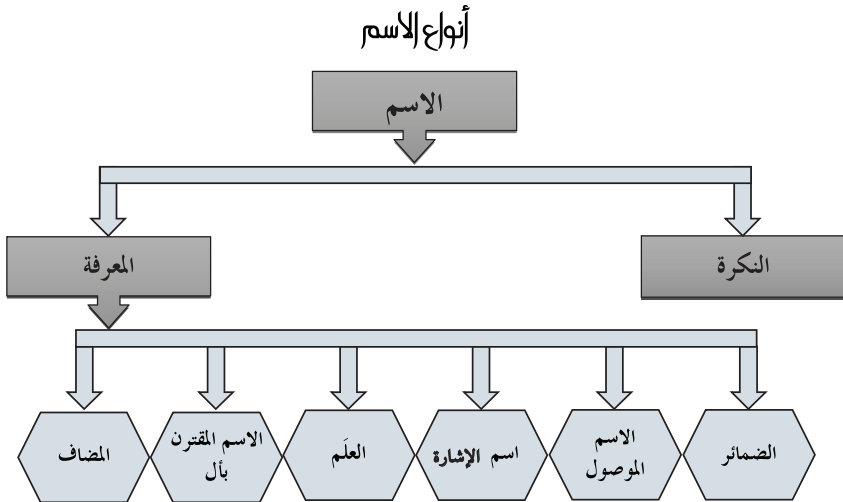 أنواع الاسم
الاسم
النكرة
المعرفة
الضمائر
الاسم
الموصول
اسم الإشارة
العلَم
الاسم المقترن
بأل
المضاف